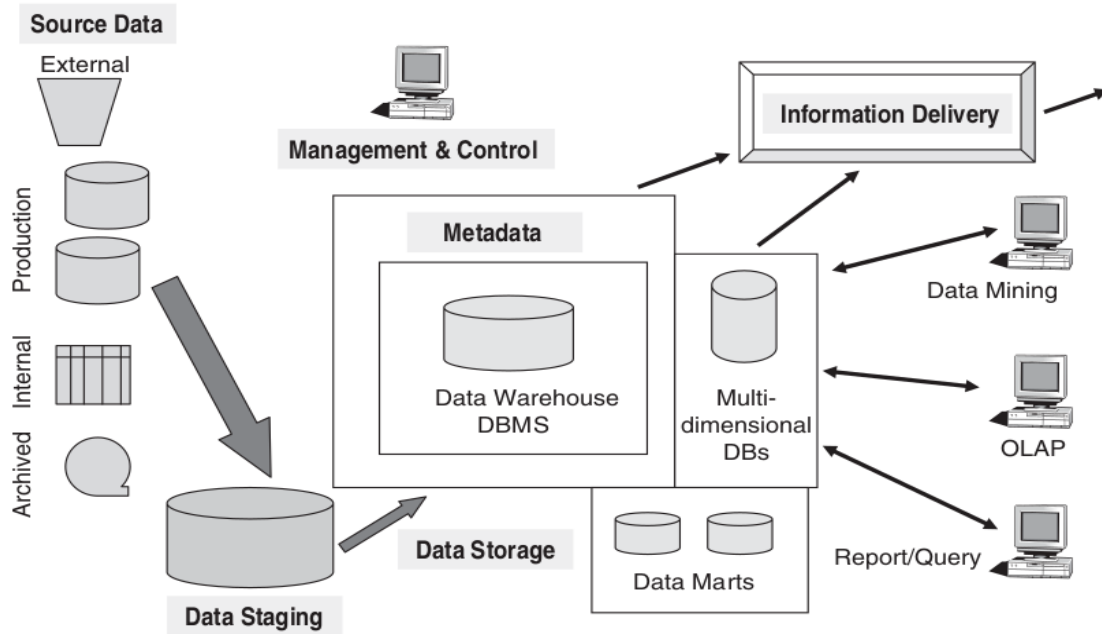 Source Data
External
Production
Internal
Archived
Management & Control
Information Delivery
Metadata
Data Warehouse
DBMS
Multi-
dimensional
DBs
Data Mining
OLAP
Report/Query
Data Storage
Data Marts
Data Staging